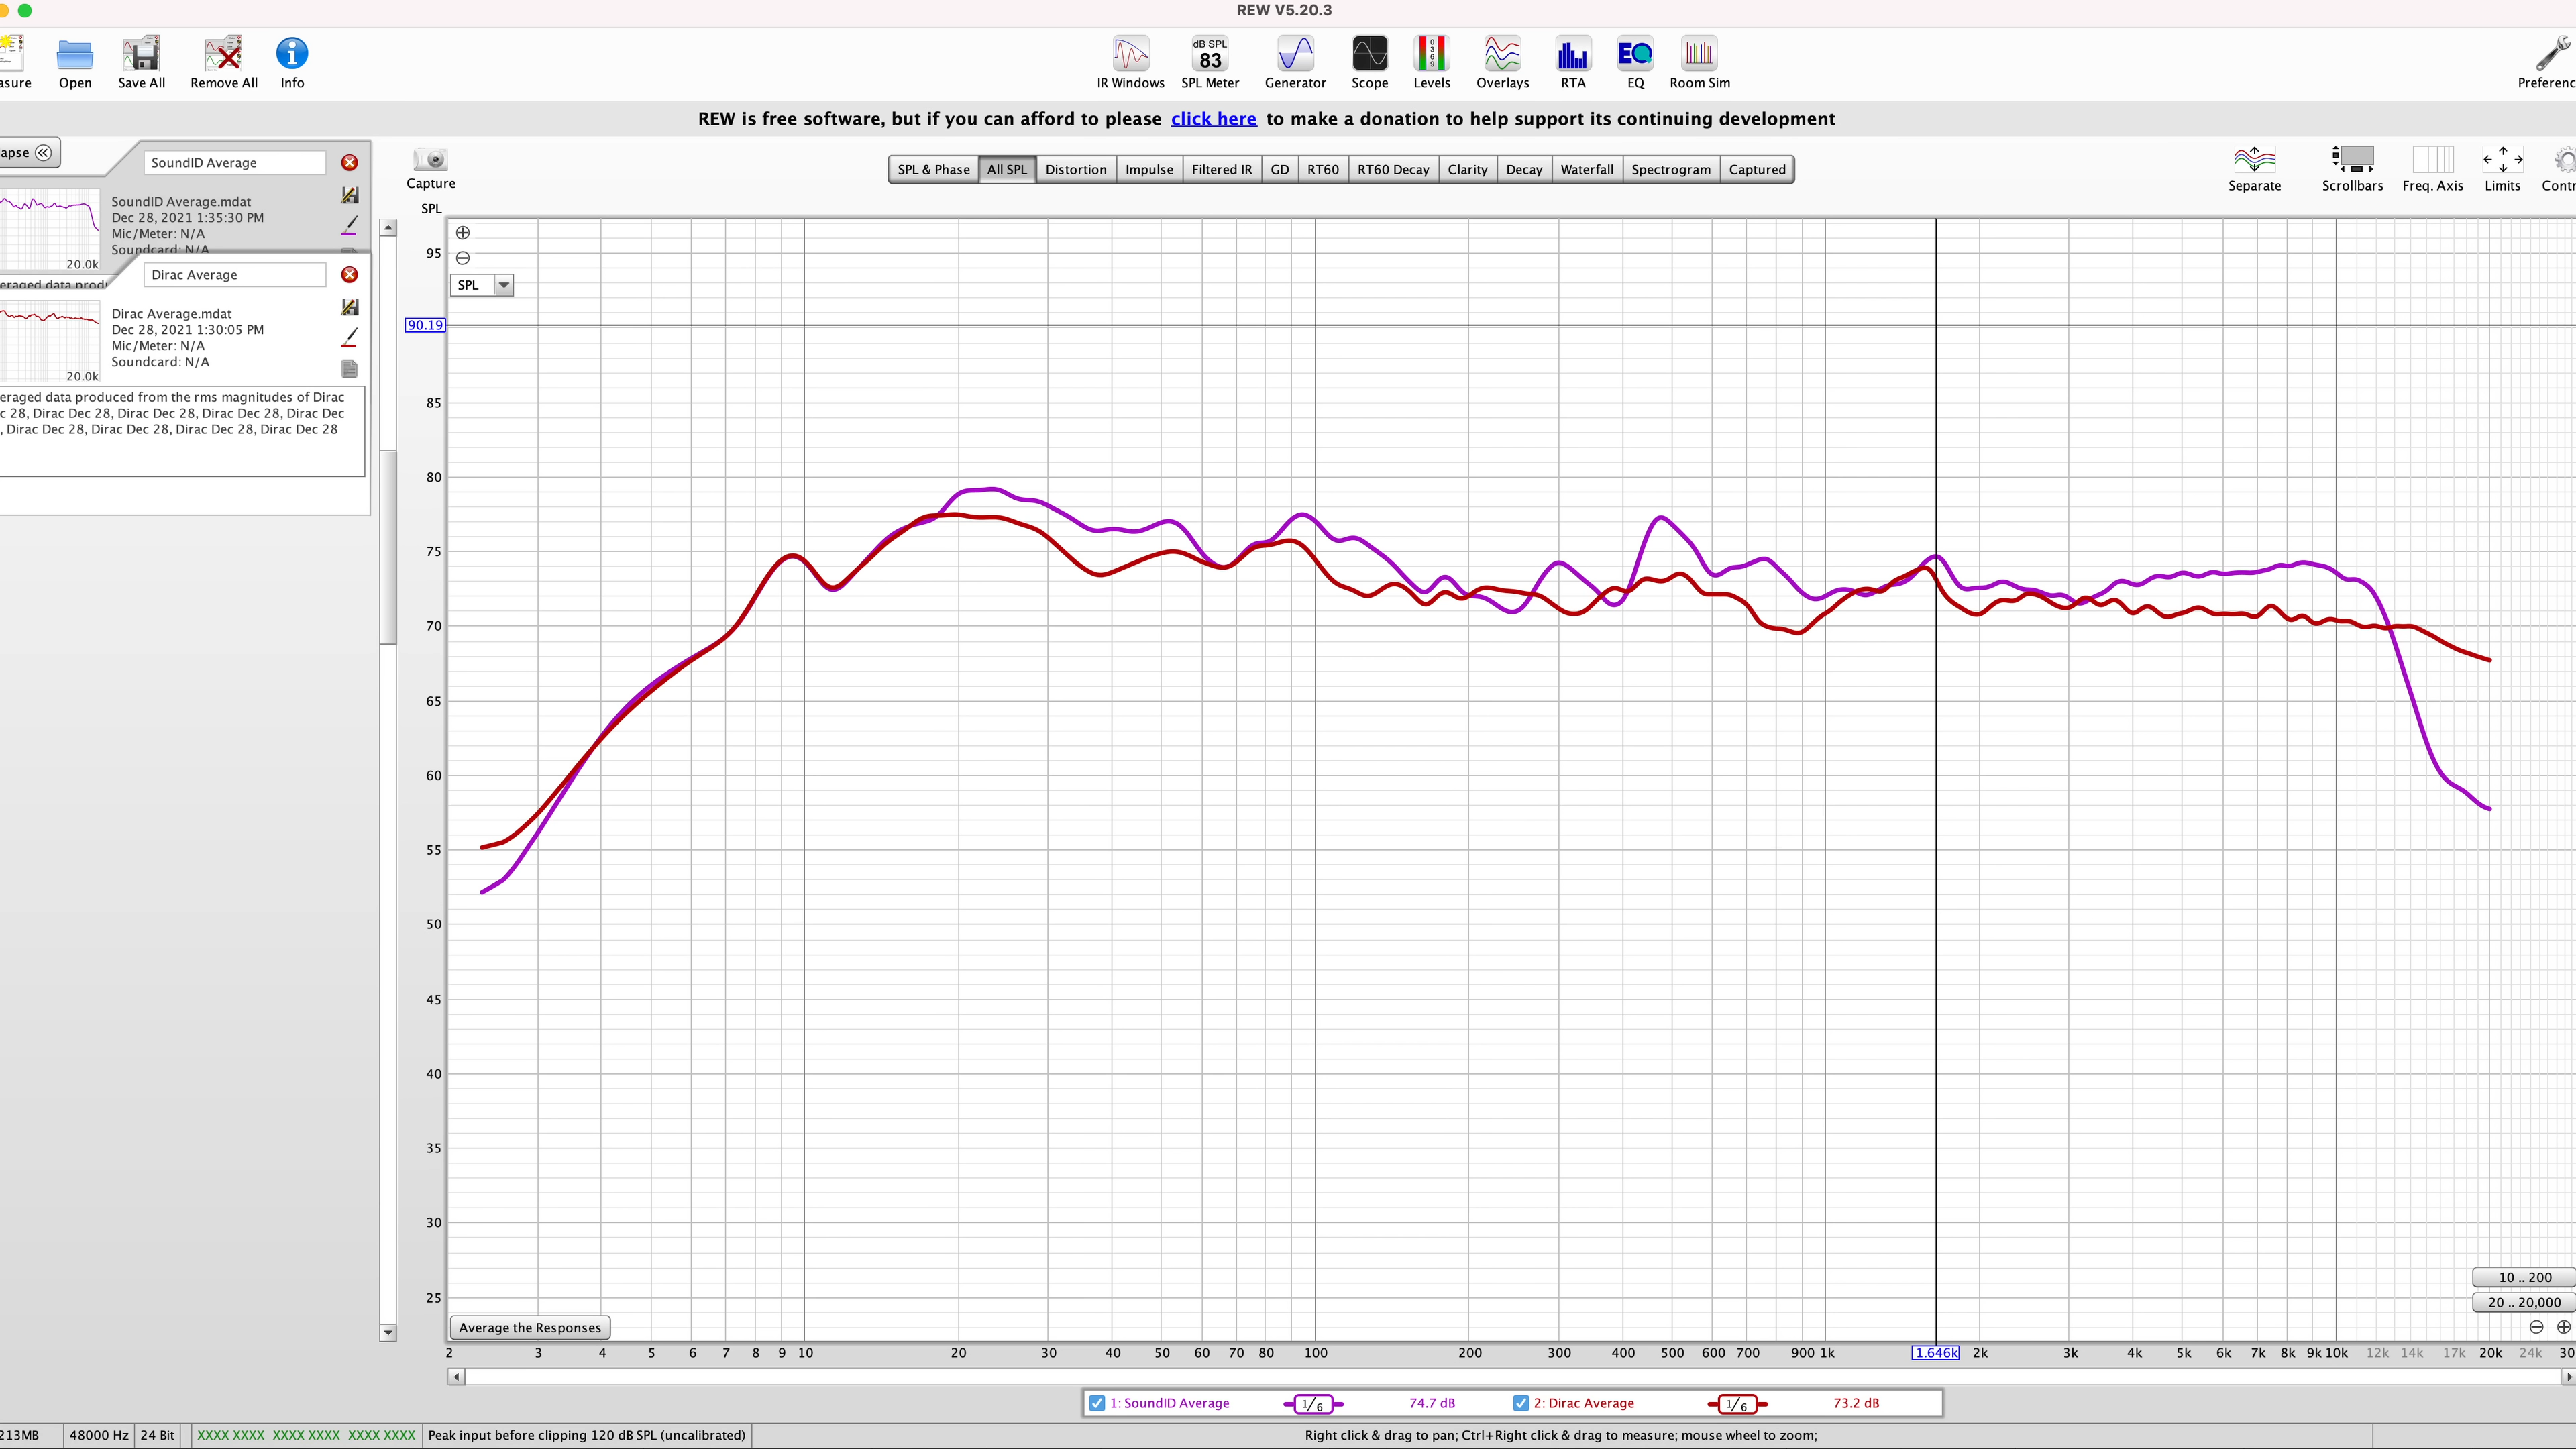 REW V5.20.3
asure Open Save All Remove All Info IR Windows dB SPL 83 SPL Meter Generator Scope Levels Overlays RTA EQ EQ Room Sim Preferenc
REW is free software, but if you can afford to please click here to make a donation to help support its continuing development
apse
SoundID Average
SoundID Average.mdat
Dec 28, 2021 1:35:30 PM
Mic/Meter: N/A
Soundcard: N/A
20.0k
eraged data produ
Dirac Average
Dirac Average.mdat
Dec 28, 2021 1:30:05 PM
Mic/Meter: N/A
Soundcard: N/A
20.0k
eraged data produced from the rms magnitudes of Dirac
c 28, Dirac Dec 28, Dirac Dec 28, Dirac Dec 28, Dirac Dec
, Dirac Dec 28, Dirac Dec 28, Dirac Dec 28, Dirac Dec 28
Capture
SPL & Phase All SPL Distortion Impulse Filtered IR GD RT60 RT60 Decay Clarity Decay Waterfall Spectrogram Captured
Separate Scrollbars Freq. Axis Limits Contr
SPL
95
SPL
90.19
85
80
75
70
65
60
55
50
45
40
35
30
25
10 .. 200
20 .. 20,000
Average the Responses
2 3 4 5 6 7 8 9 10 20 30 40 50 60 70 80 100 200 300 400 500 600 700 900 1k 1.646k 2k 3k 4k 5k 6k 7k 8k 9k 10k 12k 14k 17k 20k 24k 30
1: SoundID Average 1/6 74.7 dB 2: Dirac Average 1/6 73.2 dB
213MB 48000 Hz 24 Bit XXXX XXXX XXXX XXXX XXXX XXXX Peak input before clipping 120 dB SPL (uncalibrated) Right click & drag to pan; Ctrl+Right click & drag to measure; mouse wheel to zoom;